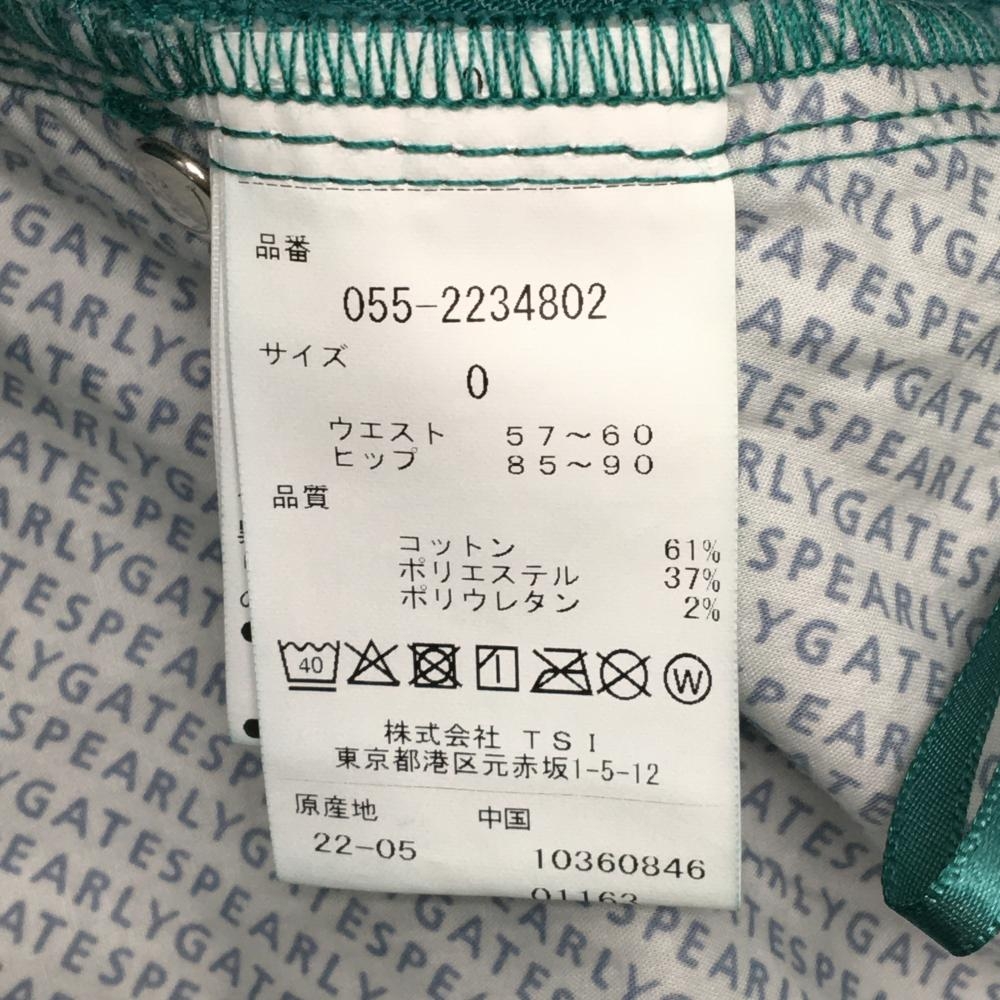 品番
055-2234802
サイズ
0
ウエスト 57~60
ヒップ 85~90
品質
コットン 61%
ポリエステル 37%
ポリウレタン 2%
40 W
株式会社 TSI
東京都港区元赤坂1-5-12
原産地 中国
22-05 10360846
01163
PEARLYGATES